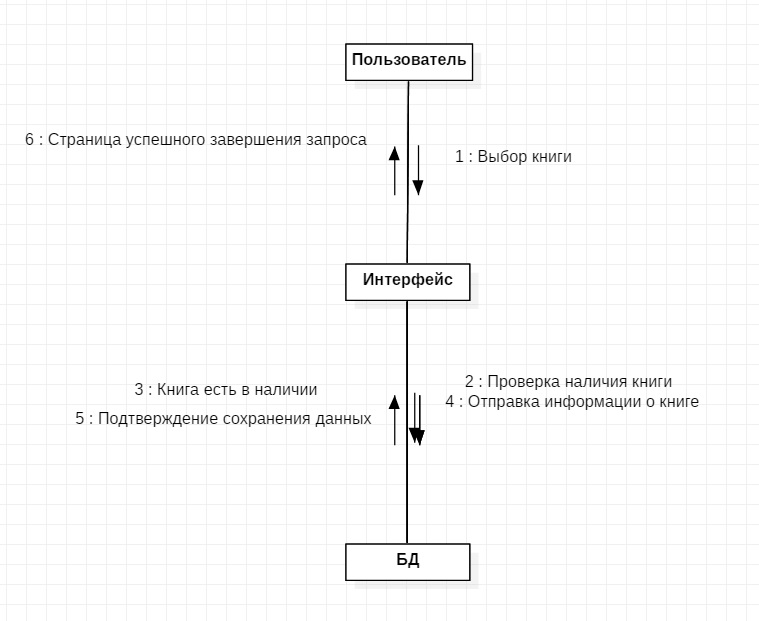 Пользователь
6 : Страница успешного завершения запроса
1 : Выбор книги
Интерфейс
3 : Книга есть в наличии
5 : Подтверждение сохранения данных
2 : Проверка наличия книги
4 : Отправка информации о книге
БД